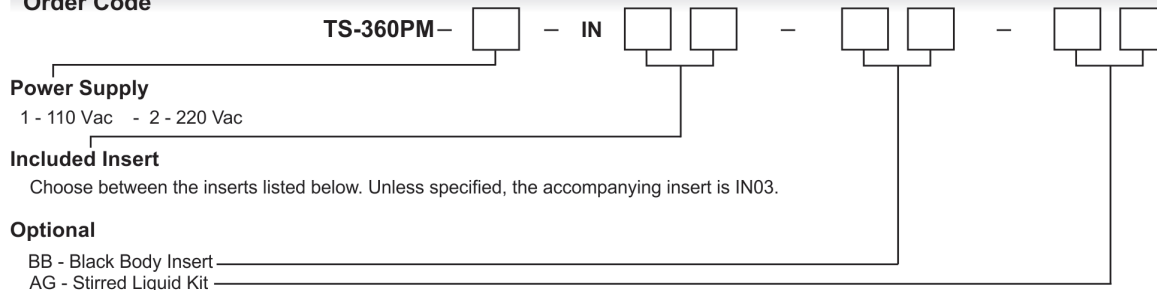 Order Code
TS-360PM– – IN – –
Power Supply
1 - 110 Vac - 2 - 220 Vac
Included Insert
Choose between the inserts listed below. Unless specified, the accompanying insert is IN03.
Optional
BB - Black Body Insert
AG - Stirred Liquid Kit